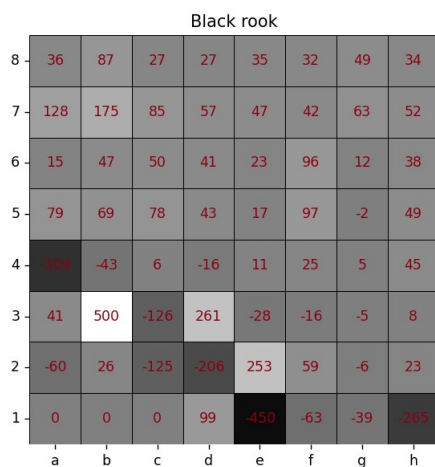 Black rook
8 36 87 27 27 35 32 49 34
7 128 175 85 57 47 42 63 52
6 15 47 50 41 23 96 12 38
5 79 69 78 43 17 97 -2 49
4 -43 6 -16 11 25 5 45
3 41 500 -126 261 -28 -16 -5 8
2 -60 26 -125 -206 253 59 -6 23
1 0 0 0 99 -450 -63 -39 -265
a b c d e f g h